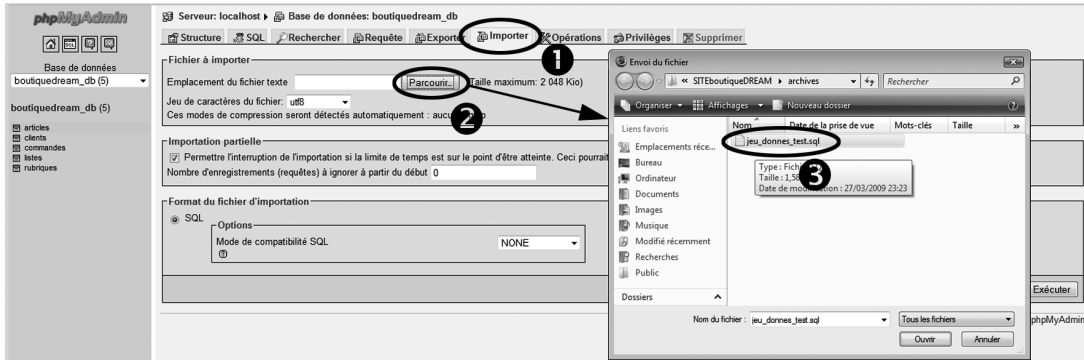 phpMyAdmin
Base de données
boutiquedream_db (5)
boutiquedream_db (5)
articles
clients
commandes
listes
rubriques
Serveur: localhost ▸ Base de données: boutiquedream_db
Structure SQL Rechercher Requête Exporter Importer Opérations Privilèges Supprimer
1
Fichier à importer
Emplacement du fichier texte Parcourir... Taille maximum: 2 048 Kio)
2
Jeu de caractères du fichier: utf8
Ces modes de compression seront détectés automatiquement :
Importation partielle
Permettre l'interruption de l'importation si la limite de temps est sur le point d'être atteinte. Ceci pourrait
Nombre d'enregistrements (requêtes) à ignorer à partir du début 0
Format du fichier d'importation
SQL
Options
Mode de compatibilité SQL NONE
Exécuter
phpMyAdmin
Envoi du fichier
« SITEboutiqueDREAM ▸ archives Rechercher
Organiser Affichages Nouveau dossier
Liens favoris
Emplacements réce...
Bureau
Ordinateur
Documents
Images
Musique
Modifié récemment
Recherches
Public
Dossiers
Nom Date de la prise de vue Mots-clés Taille »
jeu_donnes_test.sql
Type : 
Taille : 1,58
Date de modification : 27/03/2009 23:23
3
Nom du fichier : jeu_donnes_test.sql Tous les fichiers
Ouvrir Annuler